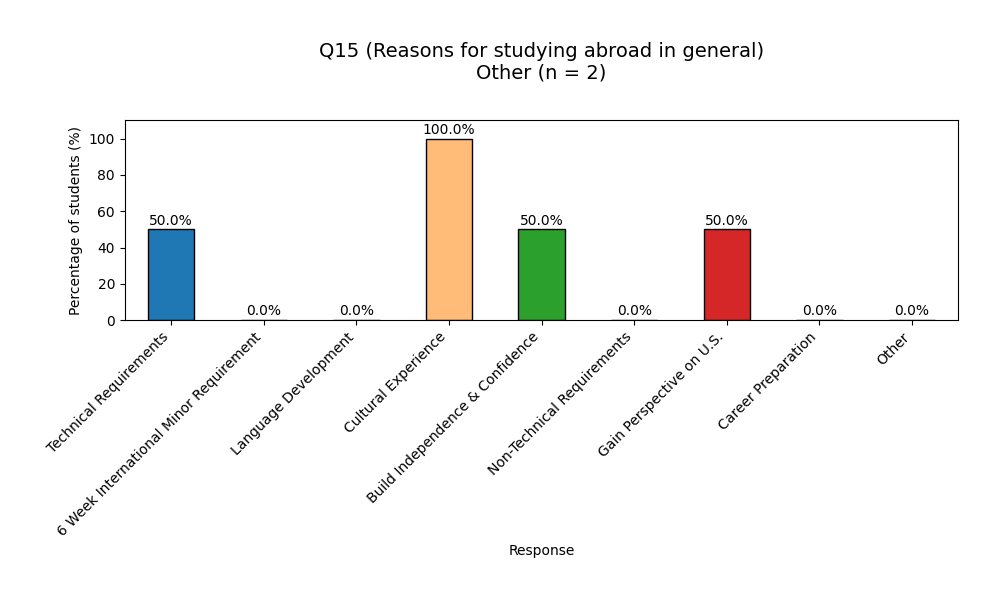 Q15 (Reasons for studying abroad in general)
Other (n = 2)
Percentage of students (%)
100
80
60
40
20
0
50.0%
0.0%
0.0%
100.0%
50.0%
0.0%
50.0%
0.0%
0.0%
Technical Requirements
6 Week International Minor Requirement
Language Development
Cultural Experience
Build Independence & Confidence
Non-Technical Requirements
Gain Perspective on U.S.
Career Preparation
Other
Response